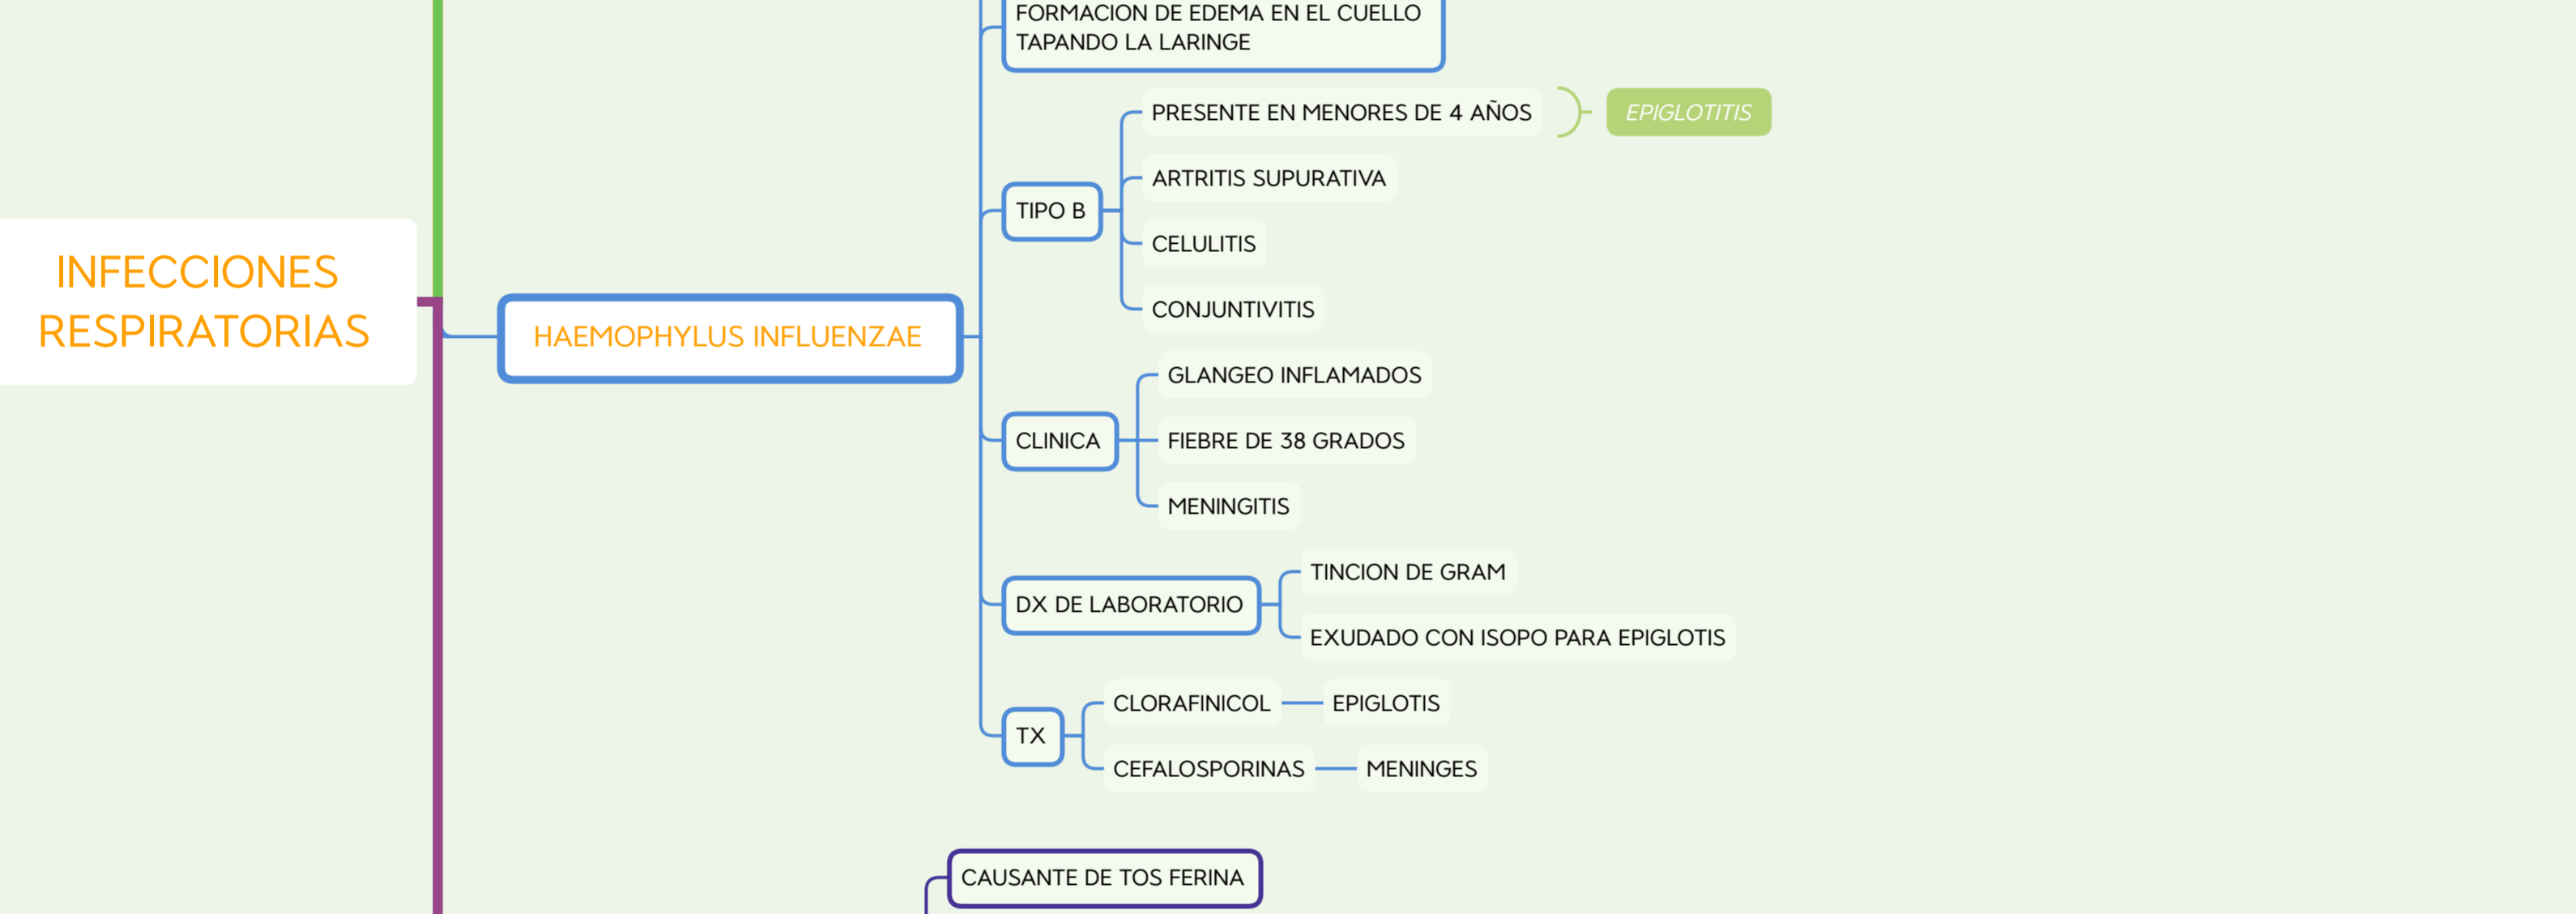 FORMACION DE EDEMA EN EL CUELLO
TAPANDO LA LARINGE
PRESENTE EN MENORES DE 4 AÑOS
EPIGLOTITIS
ARTRITIS SUPURATIVA
TIPO B
CELULITIS
CONJUNTIVITIS
INFECCIONES
RESPIRATORIAS
HAEMOPHYLUS INFLUENZAE
GLANGEO INFLAMADOS
CLINICA
FIEBRE DE 38 GRADOS
MENINGITIS
TINCION DE GRAM
DX DE LABORATORIO
EXUDADO CON ISOPO PARA EPIGLOTIS
CLORAFINICOL
EPIGLOTIS
TX
CEFALOSPORINAS
MENINGES
CAUSANTE DE TOS FERINA